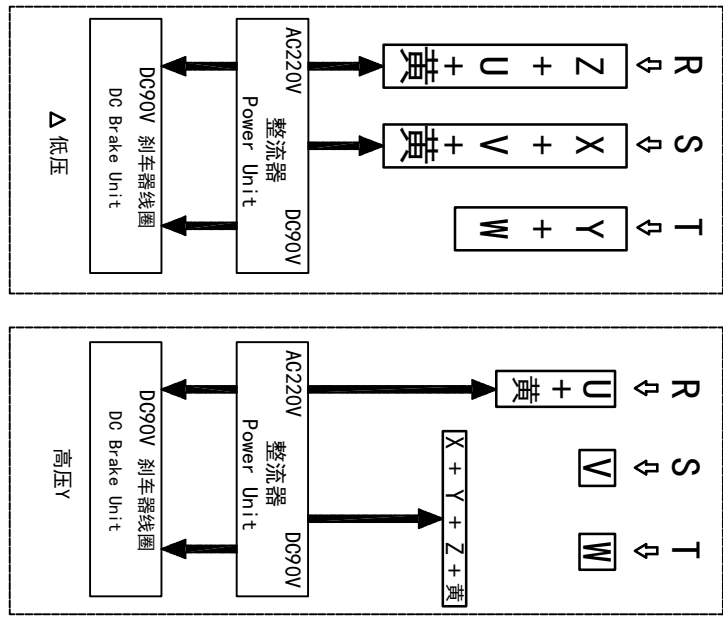 R S T
Z + U + 黄
X + V + 黄
Y + W
AC220V 整流器 DC90V
Power Unit
DC90V 刹车器线圈
DC Brake Unit
△ 低压
R S T
U + 黄
V
W
X + Y + Z + 黄
AC220V 整流器 DC90V
Power Unit
DC90V 刹车器线圈
DC Brake Unit
高压Y